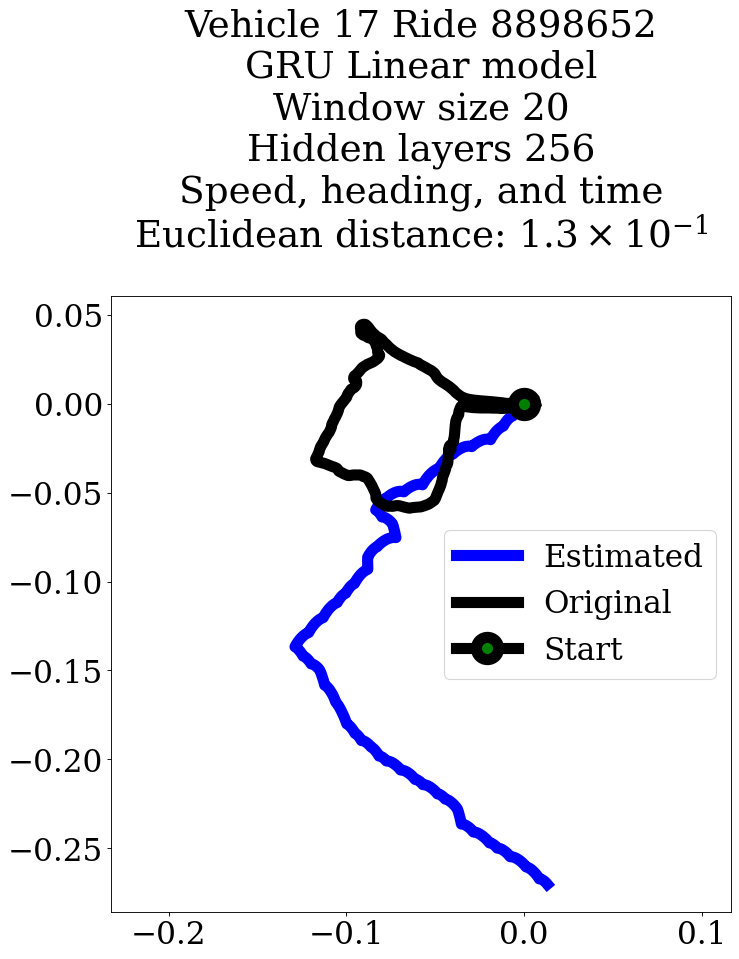 Vehicle 17 Ride 8898652
GRU Linear model
Window size 20
Hidden layers 256
Speed, heading, and time
Euclidean distance: 1.3 × 10⁻¹
0.05
0.00
−0.05
−0.10
−0.15
−0.20
−0.25
Estimated
Original
Start
−0.2
−0.1
0.0
0.1